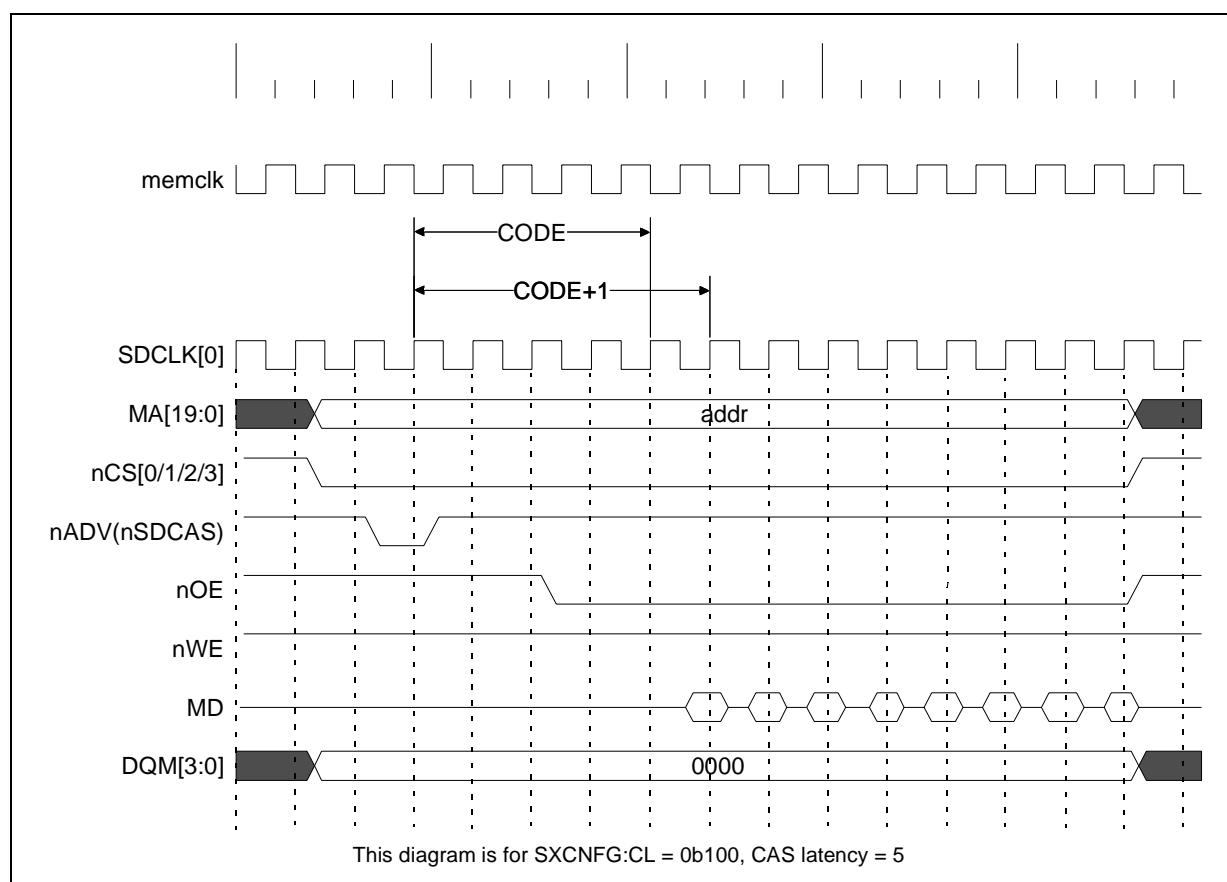 memclk
CODE
CODE+1
SDCLK[0]
MA[19:0]
addr
nCS[0/1/2/3]
nADV(nSDCAS)
nOE
nWE
MD
DQM[3:0]
0000
This diagram is for SXCNFG:CL = 0b100, CAS latency = 5